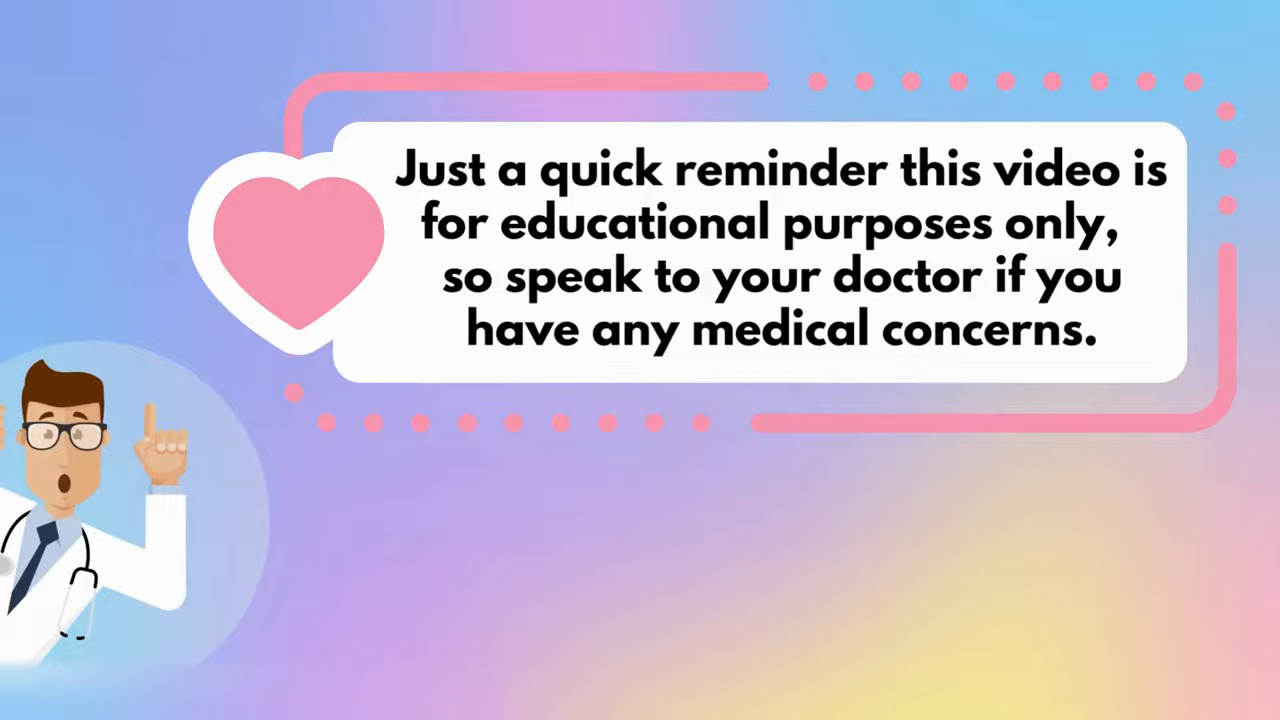 Just a quick reminder this video is
for educational purposes only,
so speak to your doctor if you
have any medical concerns.